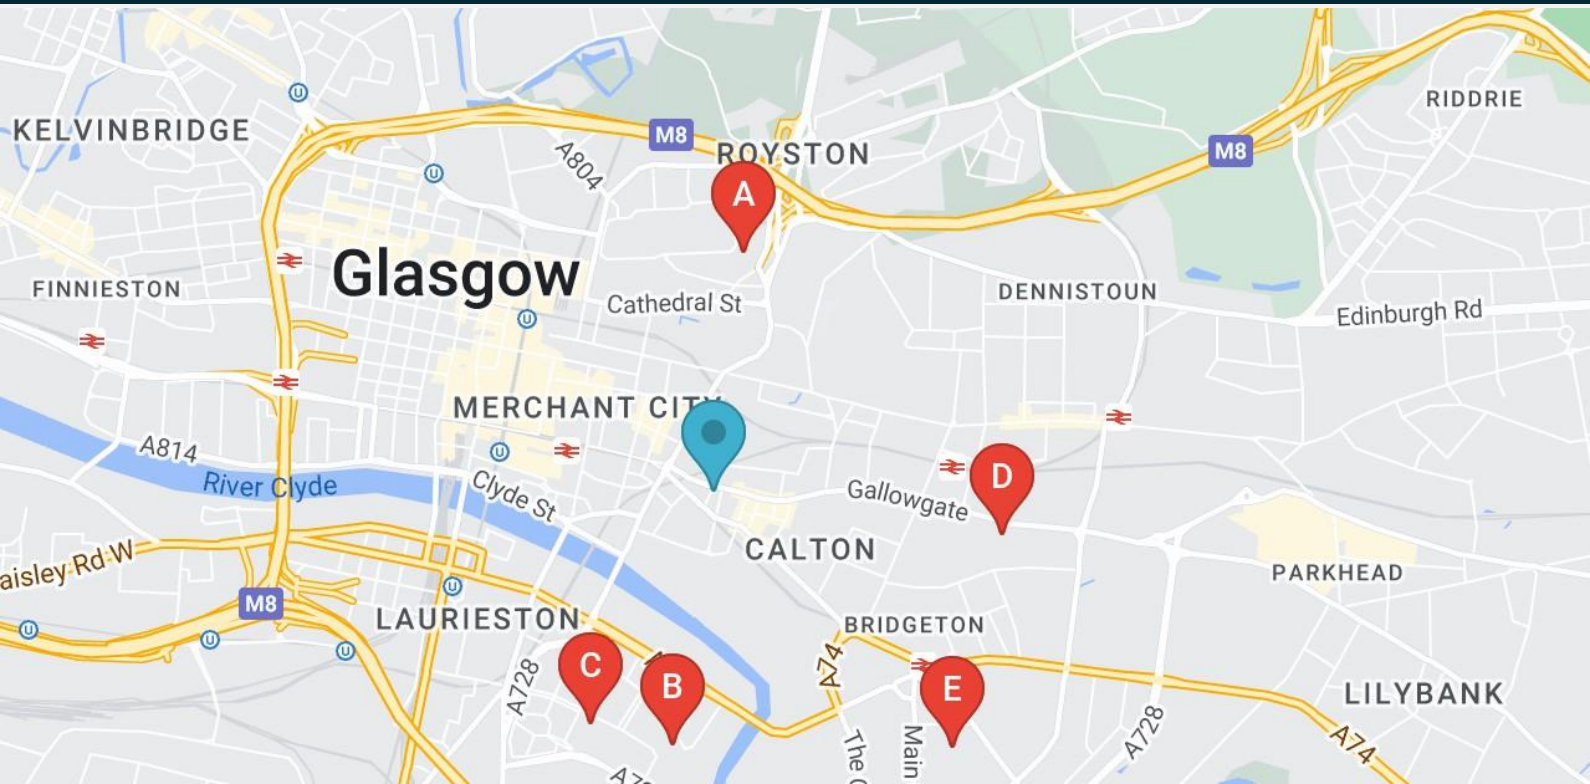 RIDDRIE
KELVINBRIDGE
M8
ROYSTON
M8
A804
A
Glasgow
FINNIESTON
Cathedral St
DENNISTOUN
Edinburgh Rd
MERCHANT CITY
A814
River Clyde
Clyde St
Gallowgate
D
CALTON
aisley Rd W
PARKHEAD
M8
LAURIESTON
BRIDGETON
A74
C
B
E
A728
LILYBANK
A728
A74
The
Main
U
U
U
U
U
U
U
U